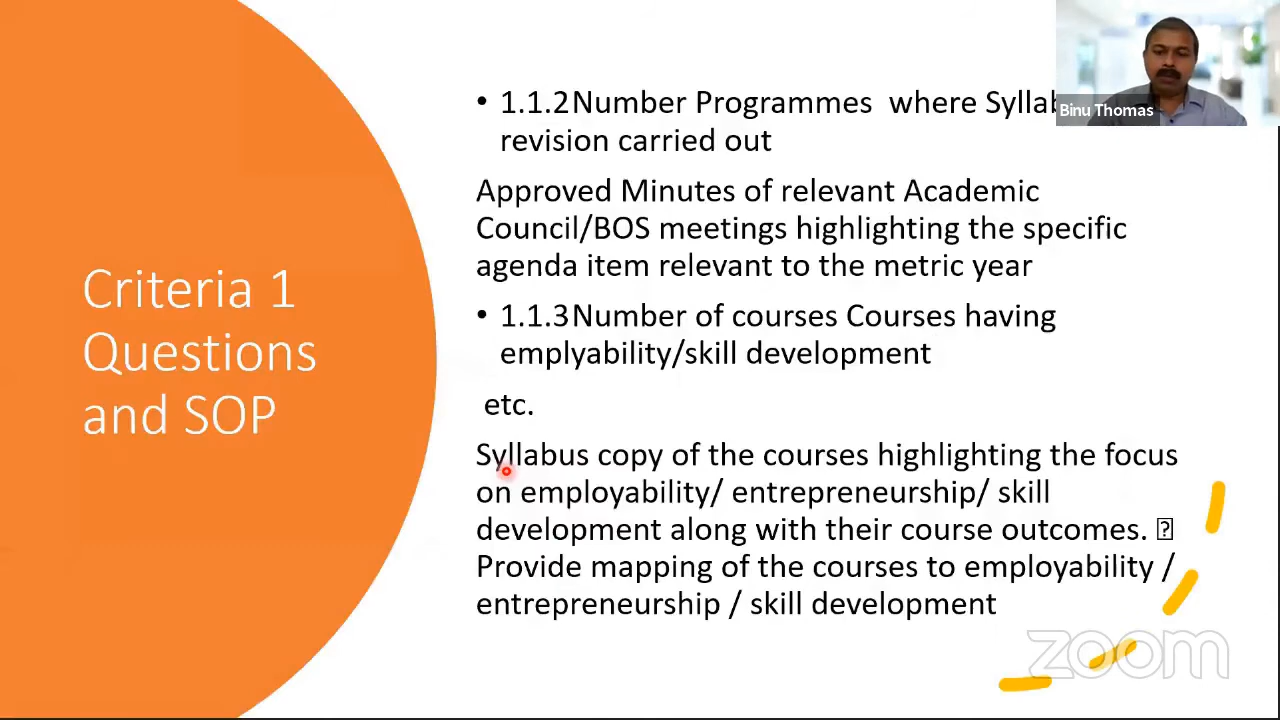 Criteria 1
Questions
and SOP
• 1.1.2 Number Programmes where Syllab
revision carried out
Approved Minutes of relevant Academic
Council/BOS meetings highlighting the specific
agenda item relevant to the metric year
• 1.1.3 Number of courses Courses having
emplyability/skill development
etc.
Syllabus copy of the courses highlighting the focus
on employability/ entrepreneurship/ skill
development along with their course outcomes. 
Provide mapping of the courses to employability /
entrepreneurship / skill development
Binu Thomas
zoom